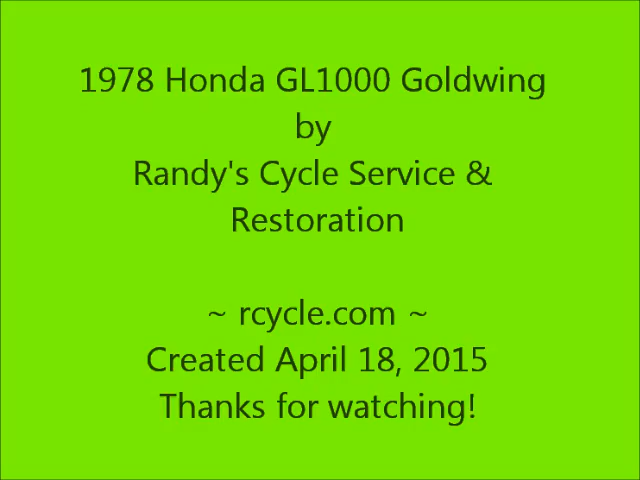 1978 Honda GL1000 Goldwing
by
Randy's Cycle Service &
Restoration
~ rcycle.com ~
Created April 18, 2015
Thanks for watching!